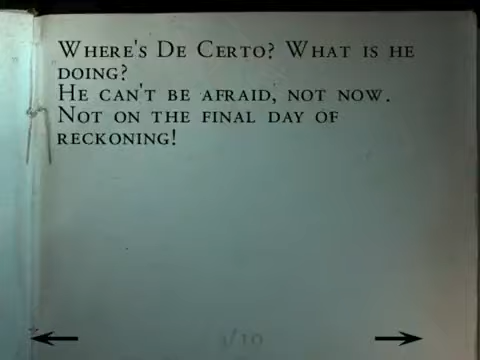 Where's De Certo? What is he
doing?
He can't be afraid, not now.
Not on the final day of
reckoning!
1/10